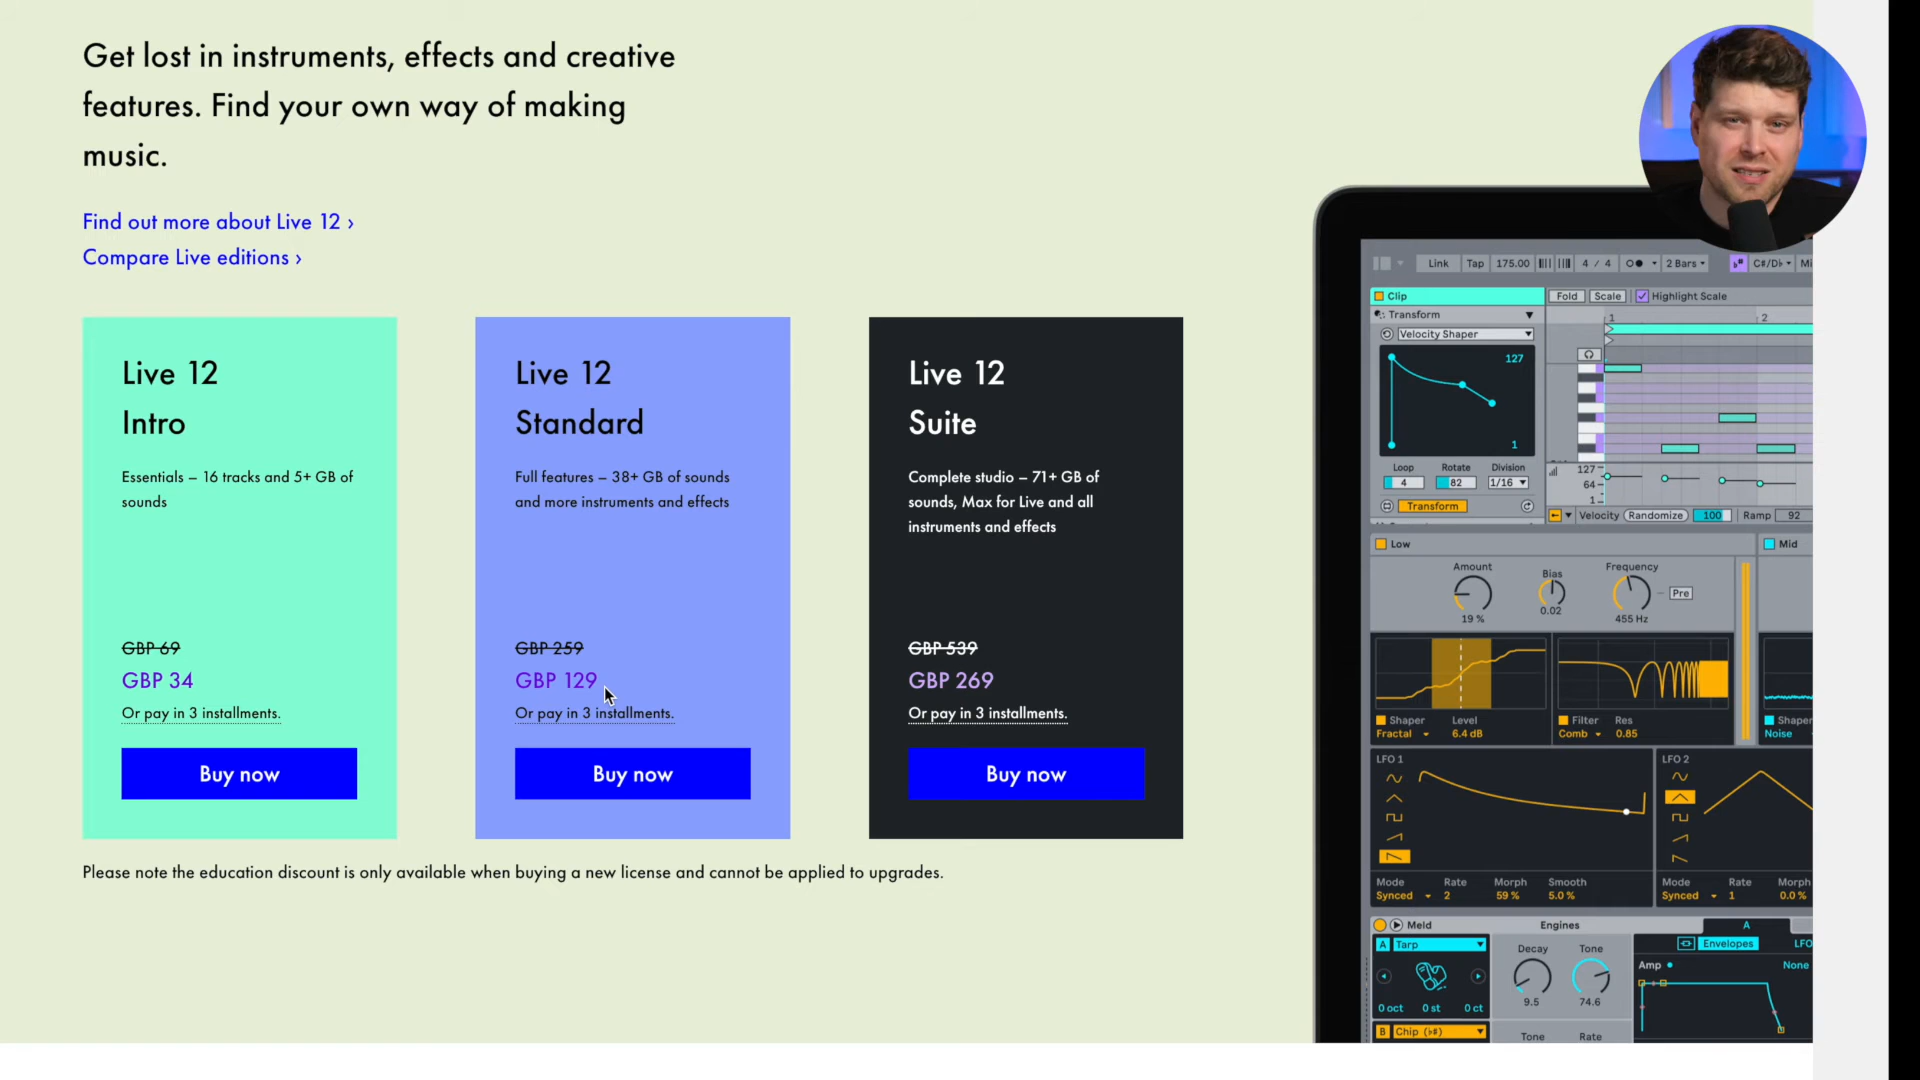 Get lost in instruments, effects and creative
features. Find your own way of making
music.
Find out more about Live 12 ›
Compare Live editions ›
Live 12
Intro
Essentials – 16 tracks and 5+ GB of
sounds
GBP 69
GBP 34
Or pay in 3 installments.
Buy now
Live 12
Standard
Full features – 38+ GB of sounds
and more instruments and effects
GBP 259
GBP 129
Or pay in 3 installments.
Buy now
Live 12
Suite
Complete studio – 71+ GB of
sounds, Max for Live and all
instruments and effects
GBP 539
GBP 269
Or pay in 3 installments.
Buy now
Please note the education discount is only available when buying a new license and cannot be applied to upgrades.
Link Tap 175.00 4 / 4 2 Bars C#/Db
Clip Fold Scale Highlight Scale
Transform 1 2
Velocity Shaper
127
1
Loop Rotate Division
4 82 1/16
127
64
1
Transform Velocity Randomize 100 Ramp 92
Low Mid
Amount Bias Frequency
Pre
19 % 0.02 455 Hz
Shaper Level Filter Res Shaper
Fractal 6.4 dB Comb 0.85 Noise
LFO 1 LFO 2
Mode Rate Morph Smooth Mode Rate Morph
Synced 2 59 % 5.0 % Synced 1 0.0 %
Meld Engines A
A Tarp Decay Tone Envelopes LFO
Amp None
9.5 74.6
0 oct 0 st 0 ct
B Chip (b#) Tone Rate